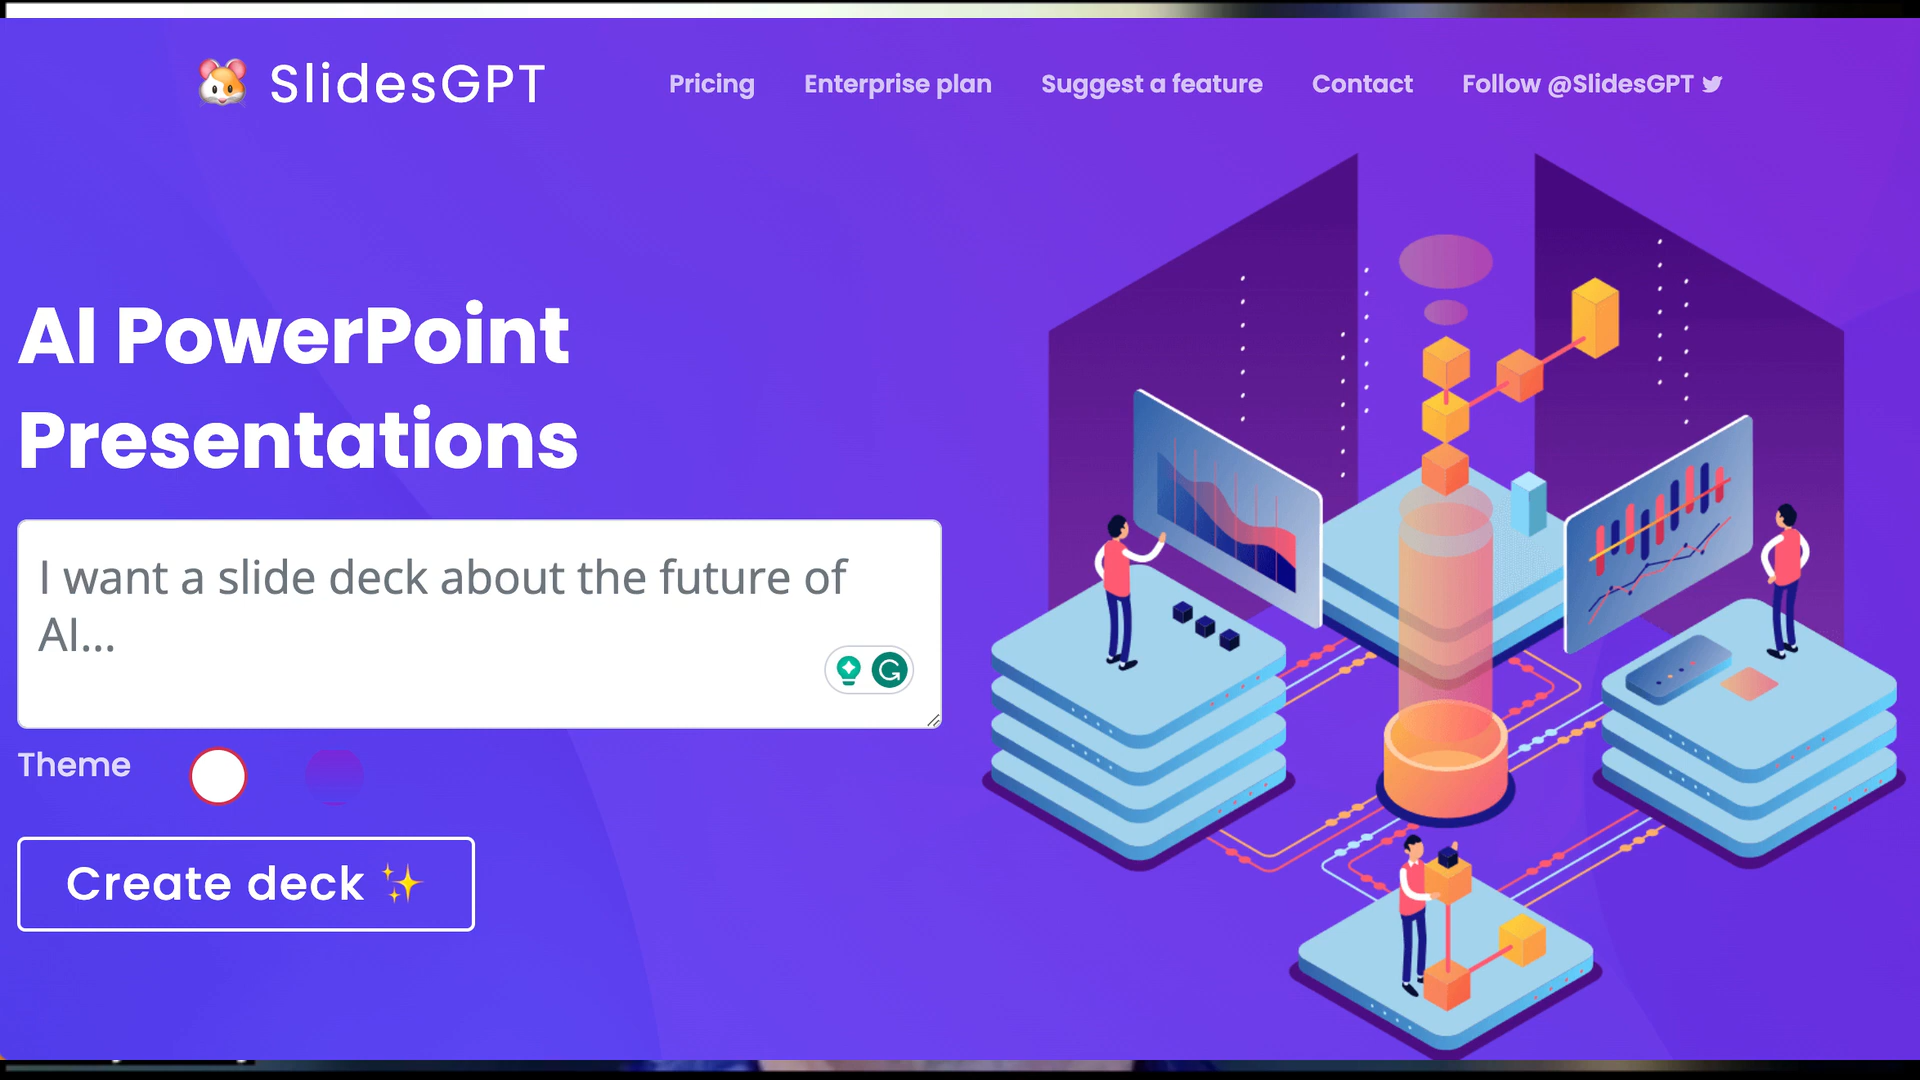 SlidesGPT
Pricing
Enterprise plan
Suggest a feature
Contact
Follow @SlidesGPT
AI PowerPoint
Presentations
I want a slide deck about the future of
AI...
Theme
Create deck ✨